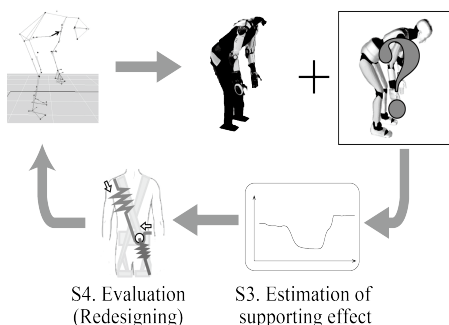 +
?
S4. Evaluation
(Redesigning)
S3. Estimation of
supporting effect